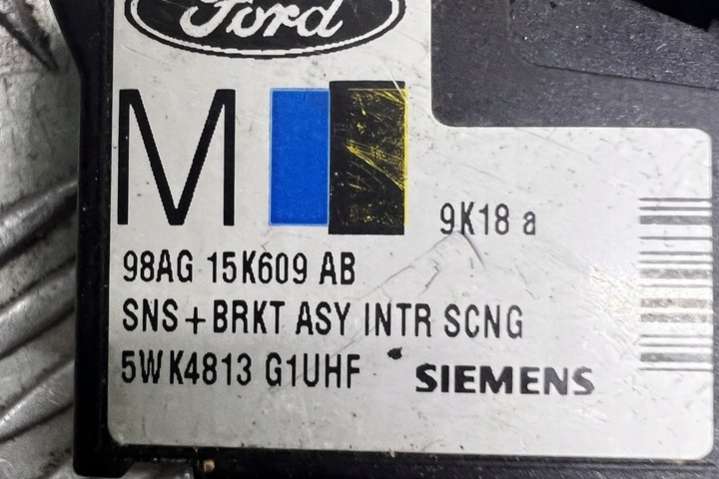 Ford
M
9K18 a
98AG 15K609 AB
SNS+BRKT ASY INTR SCNG
5WK4813 G1UHF SIEMENS